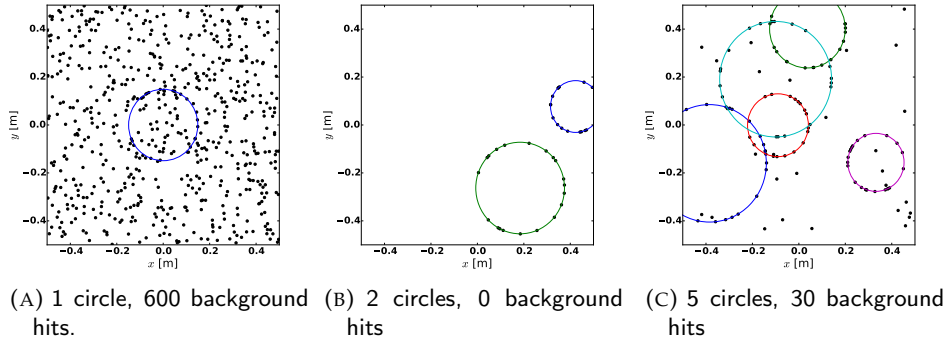 0.4
0.2
0.0
−0.2
−0.4
−0.4
−0.2
0.0
0.2
0.4
y [m]
x [m]
0.4
0.2
0.0
−0.2
−0.4
−0.4
−0.2
0.0
0.2
0.4
y [m]
x [m]
0.4
0.2
0.0
−0.2
−0.4
−0.4
−0.2
0.0
0.2
0.4
y [m]
x [m]
(A) 1 circle, 600 background
hits.
(B) 2 circles, 0 background
hits
(C) 5 circles, 30 background
hits